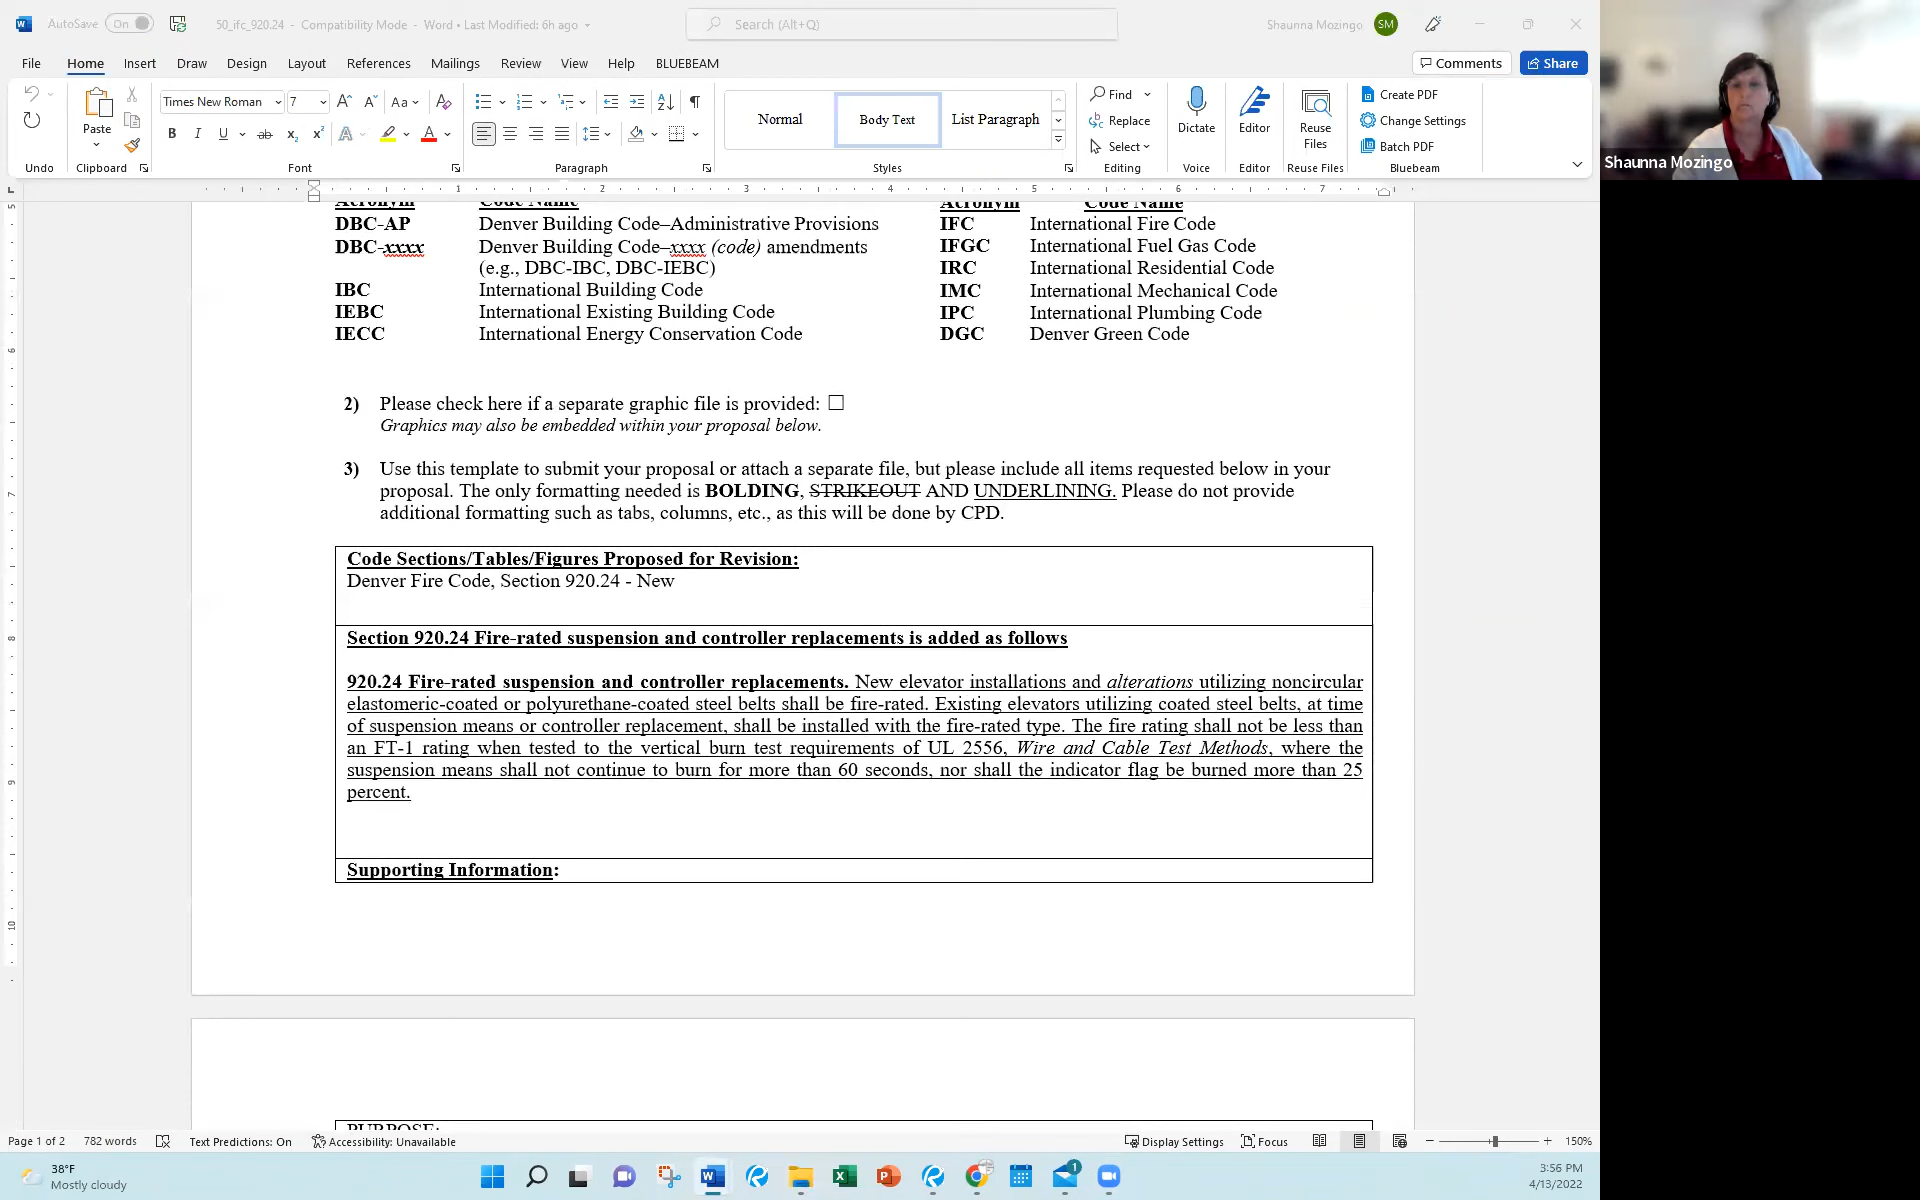 AutoSave On 50_ifc_920.24 - Compatibility Mode - Word • Last Modified: 6h ago Search (Alt+Q) Shaunna Mozingo SM
File Home Insert Draw Design Layout References Mailings Review View Help BLUEBEAM Comments Share
Undo
Paste
Clipboard
Times New Roman 7
Font
Paragraph
Normal Body Text List Paragraph
Styles
Find
Replace
Select
Editing
Dictate
Voice
Editor
Editor
Reuse
Files
Reuse Files
Create PDF
Change Settings
Batch PDF
Bluebeam
Shaunna Mozingo
1 2 3 4 5 6 7
Acronym Code Name Acronym Code Name
DBC-AP Denver Building Code–Administrative Provisions IFC International Fire Code
DBC-xxxx Denver Building Code–xxxx (code) amendments IFGC International Fuel Gas Code
(e.g., DBC-IBC, DBC-IEBC) IRC International Residential Code
IBC International Building Code IMC International Mechanical Code
IEBC International Existing Building Code IPC International Plumbing Code
IECC International Energy Conservation Code DGC Denver Green Code
2) Please check here if a separate graphic file is provided: ☐
Graphics may also be embedded within your proposal below.
3) Use this template to submit your proposal or attach a separate file, but please include all items requested below in your
proposal. The only formatting needed is BOLDING, STRIKEOUT AND UNDERLINING. Please do not provide
additional formatting such as tabs, columns, etc., as this will be done by CPD.
Code Sections/Tables/Figures Proposed for Revision:
Denver Fire Code, Section 920.24 - New
Section 920.24 Fire-rated suspension and controller replacements is added as follows
920.24 Fire-rated suspension and controller replacements. New elevator installations and alterations utilizing noncircular
elastomeric-coated or polyurethane-coated steel belts shall be fire-rated. Existing elevators utilizing coated steel belts, at time
of suspension means or controller replacement, shall be installed with the fire-rated type. The fire rating shall not be less than
an FT-1 rating when tested to the vertical burn test requirements of UL 2556, Wire and Cable Test Methods, where the
suspension means shall not continue to burn for more than 60 seconds, nor shall the indicator flag be burned more than 25
percent.
Supporting Information:
PURPOSE:
Page 1 of 2 782 words Text Predictions: On Accessibility: Unavailable Display Settings Focus 150%
38°F
Mostly cloudy
1
3:56 PM
4/13/2022